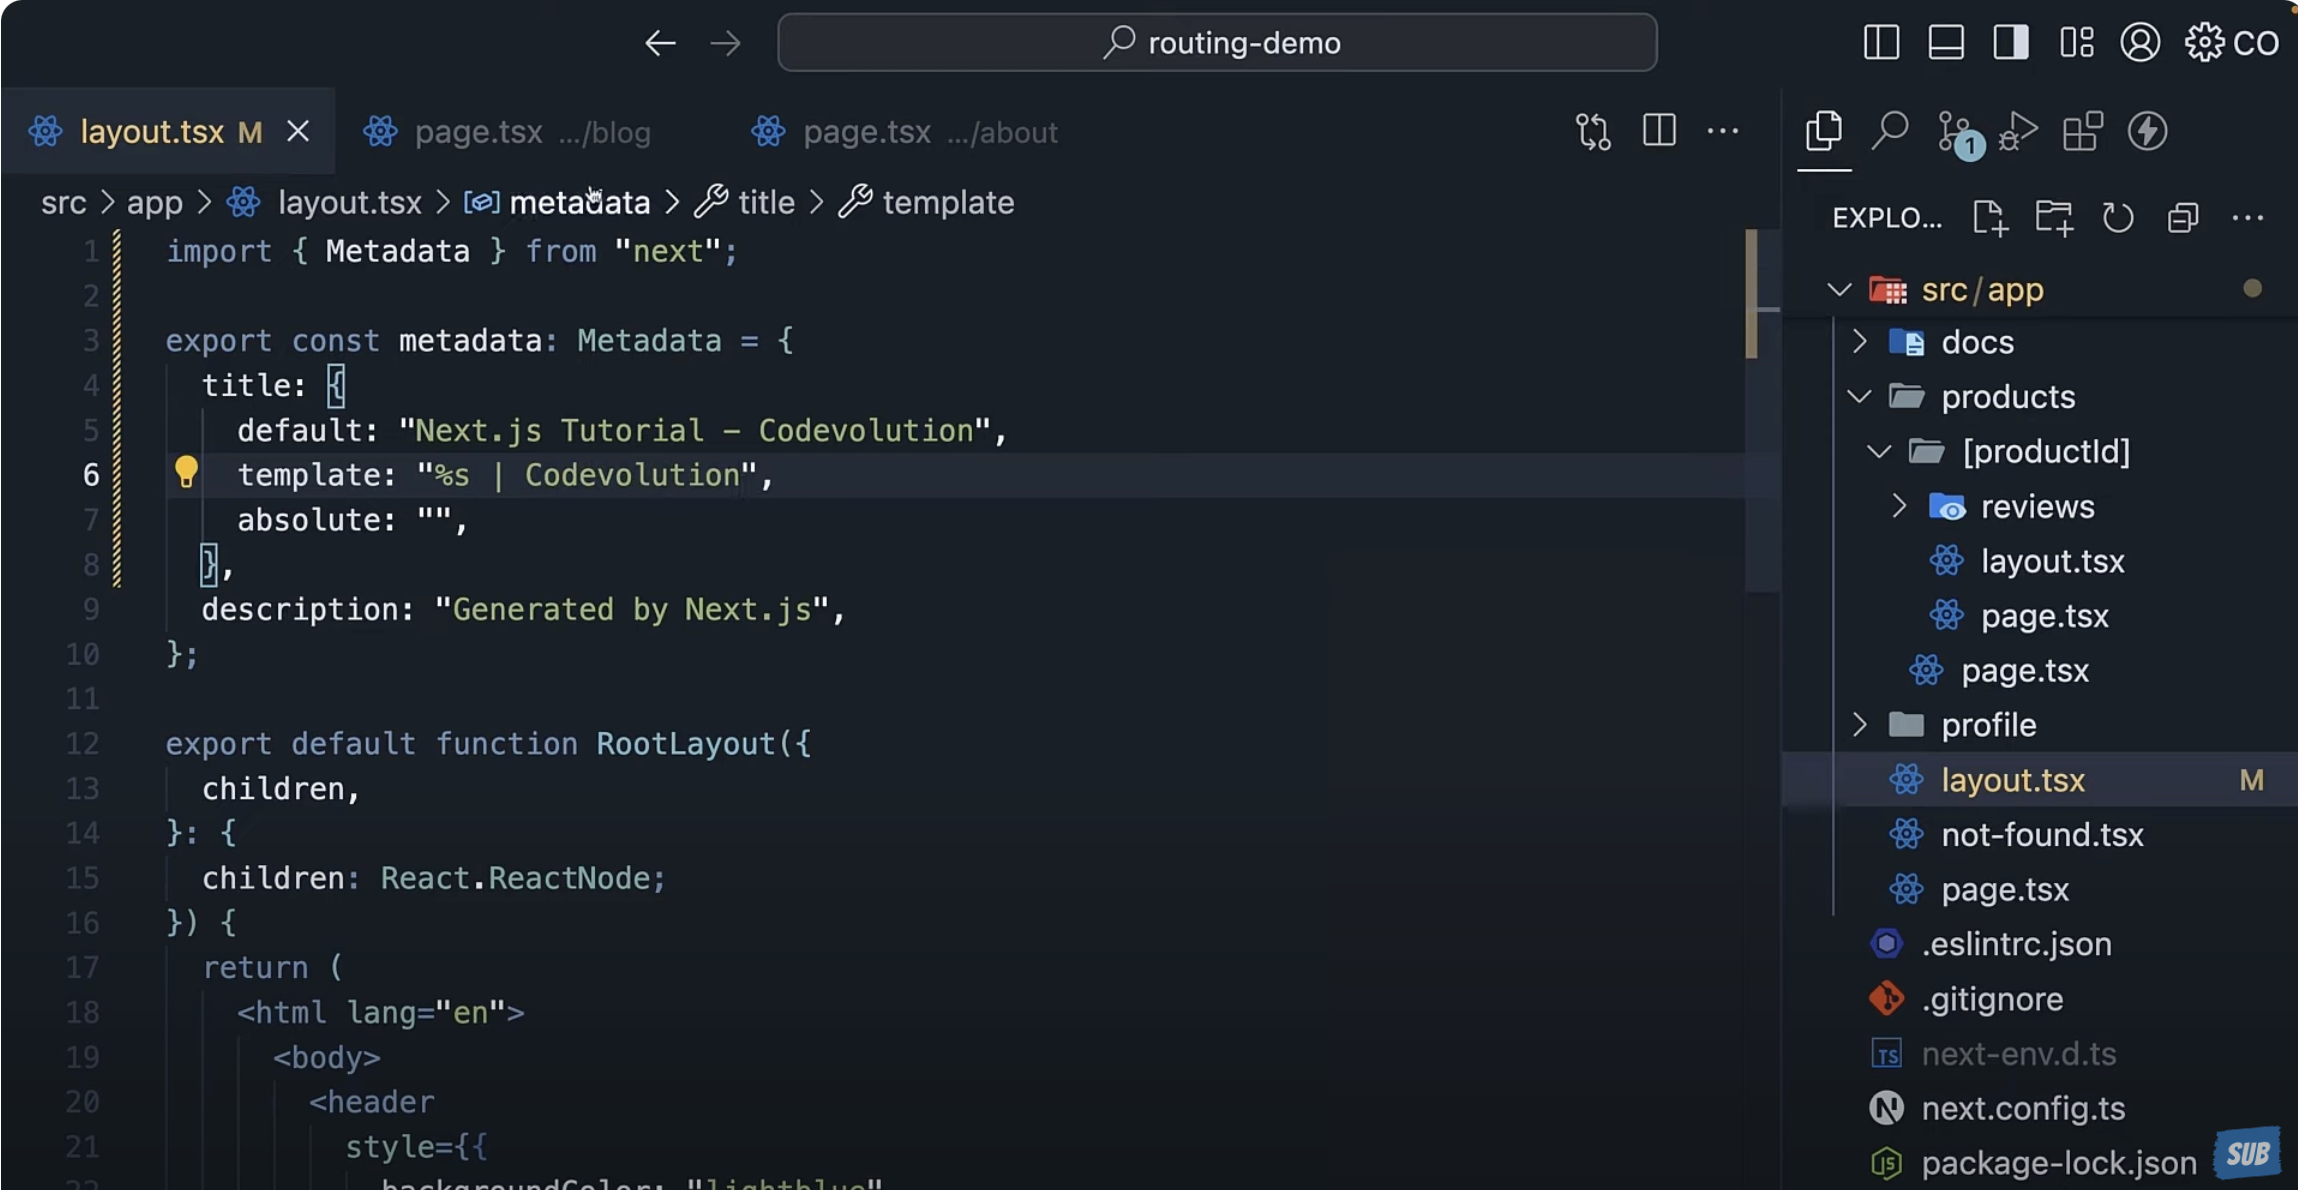 routing-demo
CO
layout.tsx M
page.tsx .../blog
page.tsx .../about
src > app > layout.tsx > metadata > title > template
1 import { Metadata } from "next";
2
3 export const metadata: Metadata = {
4 title: {
5 default: "Next.js Tutorial - Codevolution",
6 template: "%s | Codevolution",
7 absolute: "",
8 },
9 description: "Generated by Next.js",
10 };
11
12 export default function RootLayout({
13 children,
14 }: {
15 children: React.ReactNode;
16 }) {
17 return (
18 <html lang="en">
19 <body>
20 <header
21 style={{
22 backgroundColor: "lightblue"
1
EXPLO...
src/app
docs
products
[productId]
reviews
layout.tsx
page.tsx
page.tsx
profile
layout.tsx M
not-found.tsx
page.tsx
.eslintrc.json
.gitignore
next-env.d.ts
next.config.ts
package-lock.json
SUB